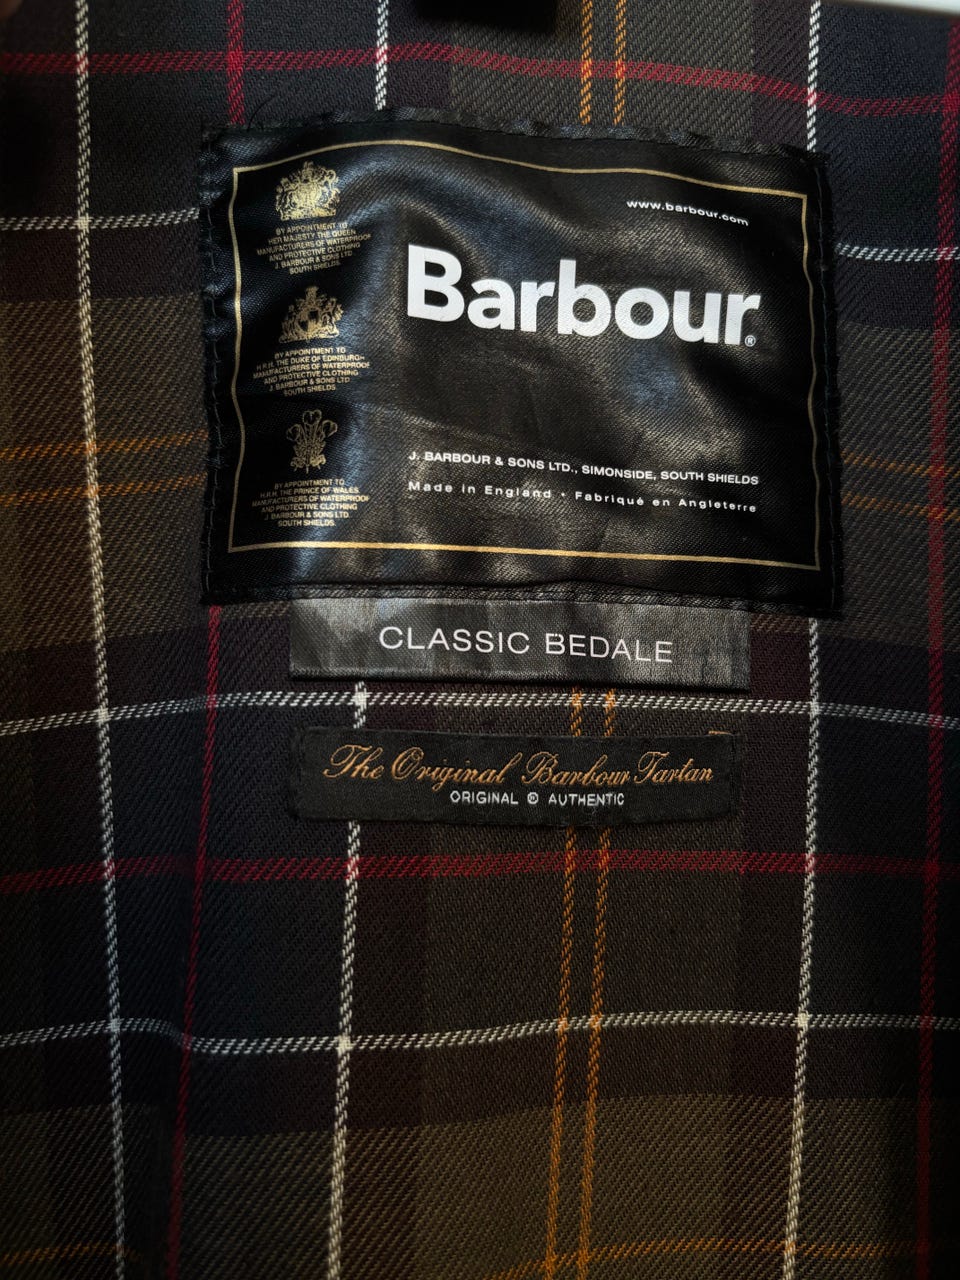 www.barbour.com
Barbour®
BY APPOINTMENT TO
HER MAJESTY THE QUEEN
MANUFACTURERS OF WATERPROOF
AND PROTECTIVE CLOTHING
J. BARBOUR & SONS LTD
SOUTH SHIELDS.
BY APPOINTMENT TO
H.R.H. THE DUKE OF EDINBURGH
MANUFACTURERS OF WATERPROOF
AND PROTECTIVE CLOTHING
J. BARBOUR & SONS LTD
SOUTH SHIELDS.
BY APPOINTMENT TO
H.R.H. THE PRINCE OF WALES
MANUFACTURERS OF WATERPROOF
AND PROTECTIVE CLOTHING
J. BARBOUR & SONS LTD
SOUTH SHIELDS.
J. BARBOUR & SONS LTD., SIMONSIDE, SOUTH SHIELDS
Made in England • Fabriqué en Angleterre
CLASSIC BEDALE
The Original Barbour Tartan
ORIGINAL ® AUTHENTIC